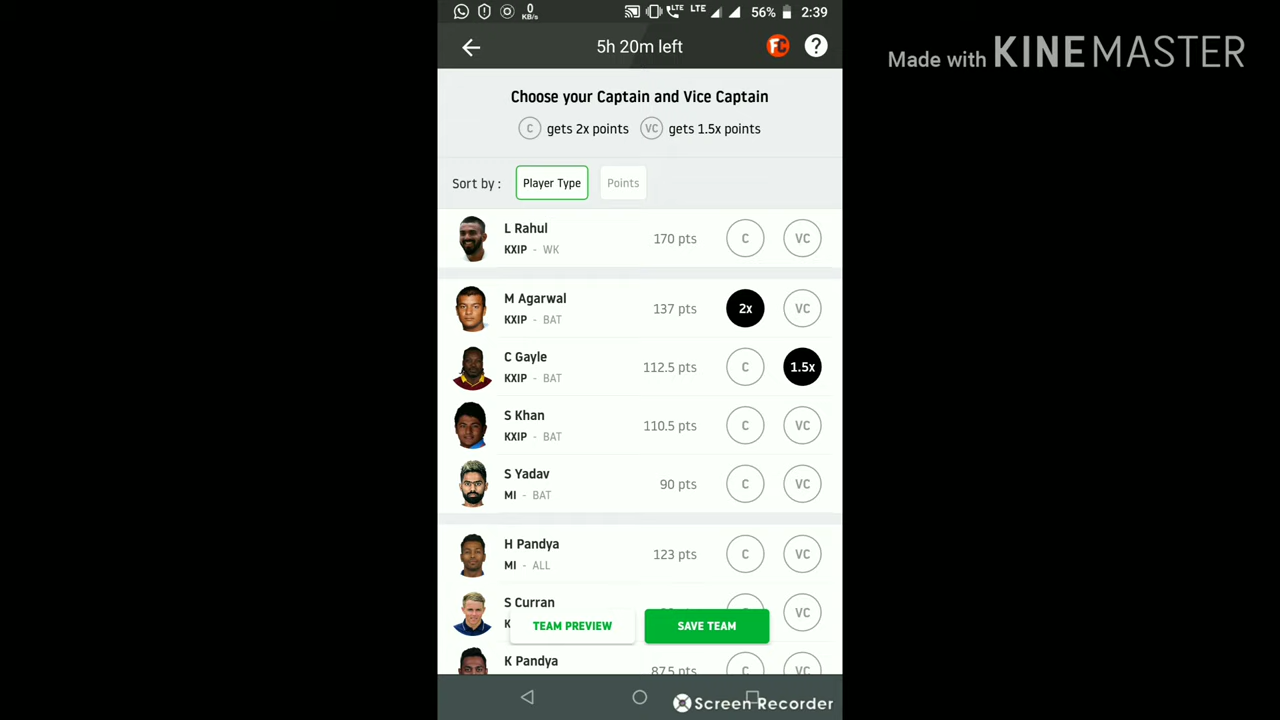 0 KB/s LTE LTE 56% 2:39
Made with KINEMASTER
5h 20m left FC ?
Choose your Captain and Vice Captain
C gets 2x points VC gets 1.5x points
Sort by : Player Type Points
L Rahul
KXIP - WK 170 pts C VC
M Agarwal
KXIP - BAT 137 pts 2x VC
C Gayle
KXIP - BAT 112.5 pts C 1.5x
S Khan
KXIP - BAT 110.5 pts C VC
S Yadav
MI - BAT 90 pts C VC
H Pandya
MI - ALL 123 pts C VC
S Curran
VC
TEAM PREVIEW SAVE TEAM
K Pandya
87.5 pts C VC
Screen Recorder